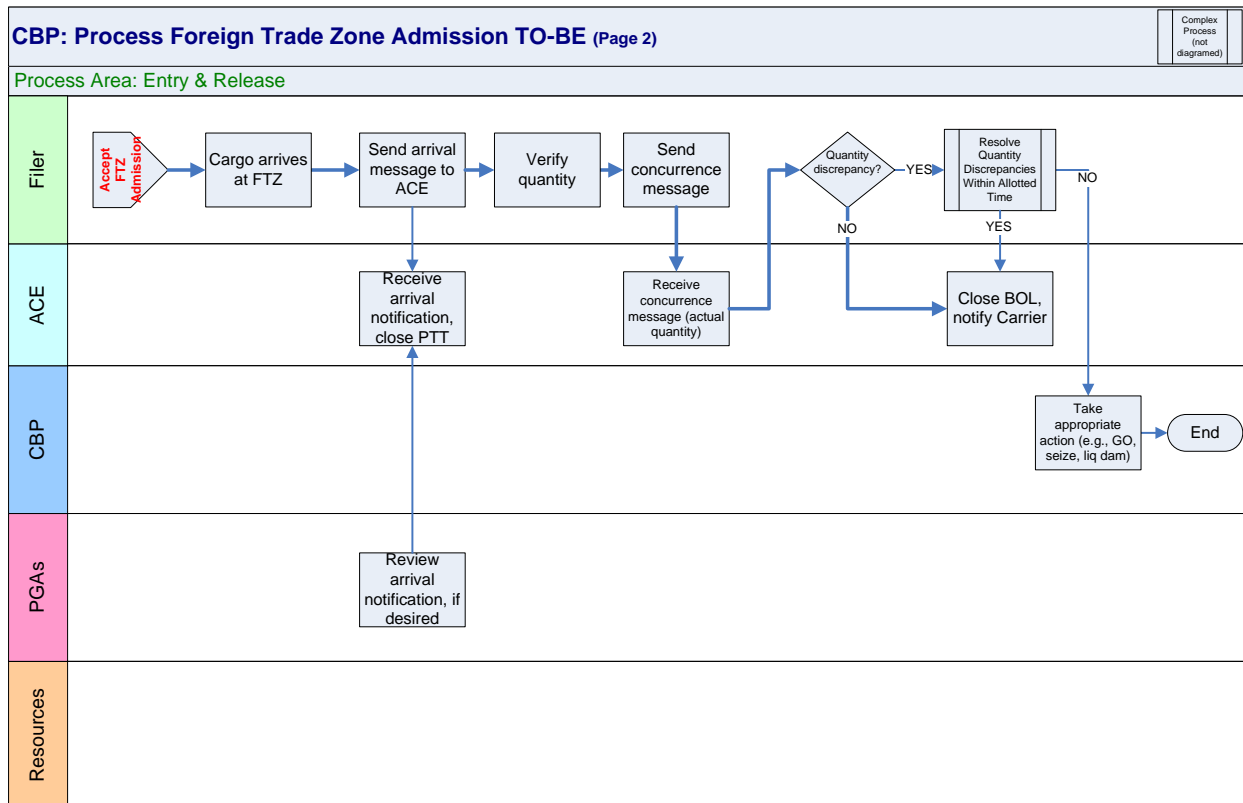 CBP: Process Foreign Trade Zone Admission TO-BE (Page 2)
Complex
Process
(not
diagramed)
Process Area: Entry & Release
Filer
Accept
FTZ
Admission
Cargo arrives
at FTZ
Send arrival
message to
ACE
Verify
quantity
Send
concurrence
message
Quantity
discrepancy?
YES
Resolve
Quantity
Discrepancies
Within Allotted
Time
NO
NO
YES
ACE
Receive
arrival
notification,
close PTT
Receive
concurrence
message (actual
quantity)
Close BOL,
notify Carrier
CBP
Take
appropriate
action (e.g., GO,
seize, liq dam)
End
PGAs
Review
arrival
notification, if
desired
Resources